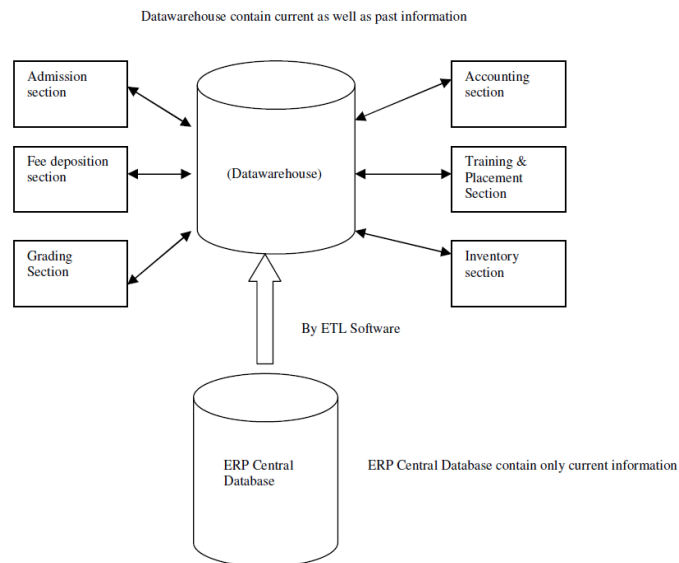 Datawarehouse contain current as well as past information
Admission
section
Accounting
section
Fee deposition
section
(Datawarehouse)
Training &
Placement
Section
Grading
Section
Inventory
section
By ETL Software
ERP Central
Database
ERP Central Database contain only current information